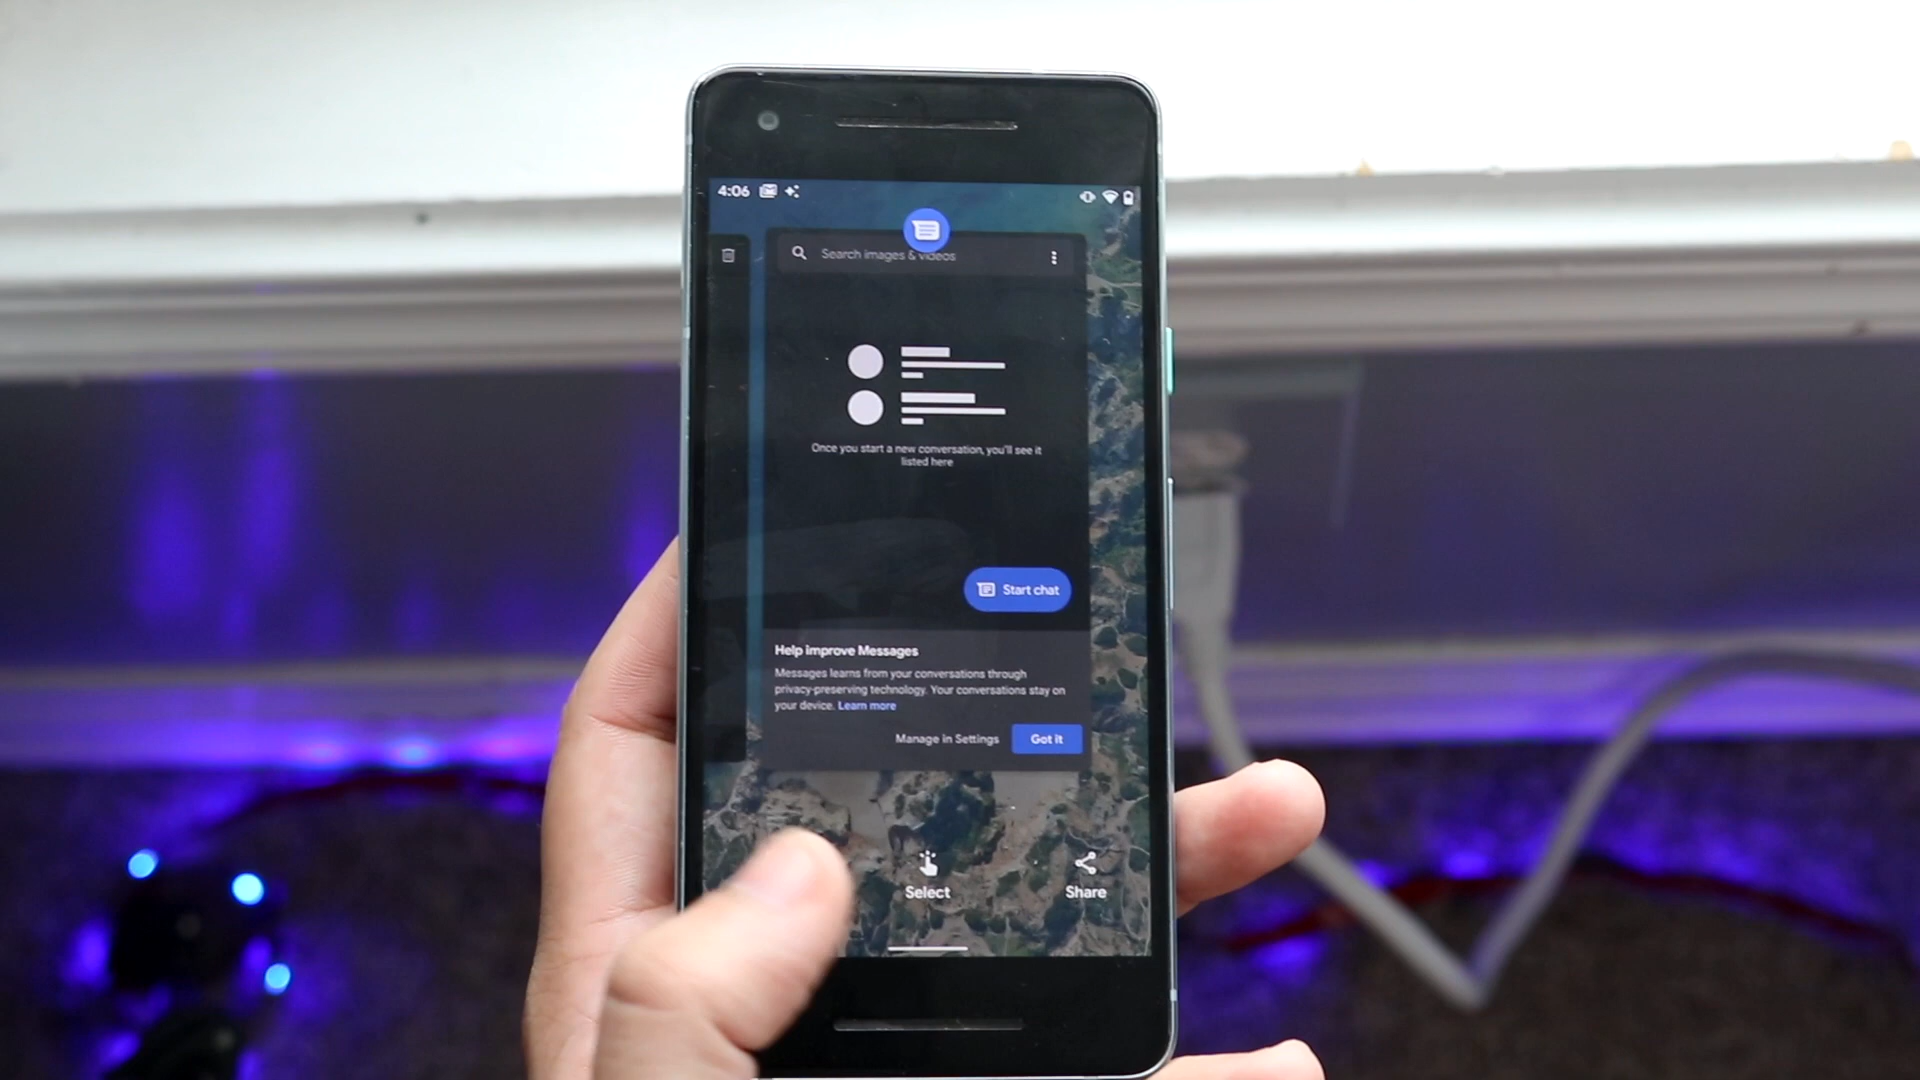 4:06
Search images & videos
Once you start a new conversation, you'll see it
listed here
Start chat
Help improve Messages
Messages learns from your conversations through
privacy-preserving technology. Your conversations stay on
your device. Learn more
Manage in Settings
Got it
Select
Share